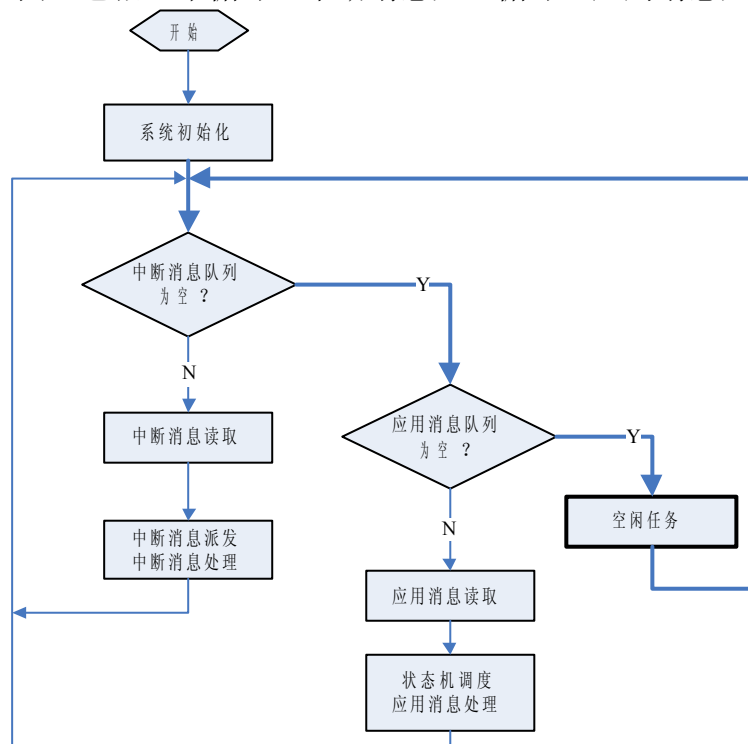 开始
系统初始化
中断消息队列
为空？
Y
N
应用消息队列
为空？
Y
中断消息读取
空闲任务
N
中断消息派发
中断消息处理
应用消息读取
状态机调度
应用消息处理